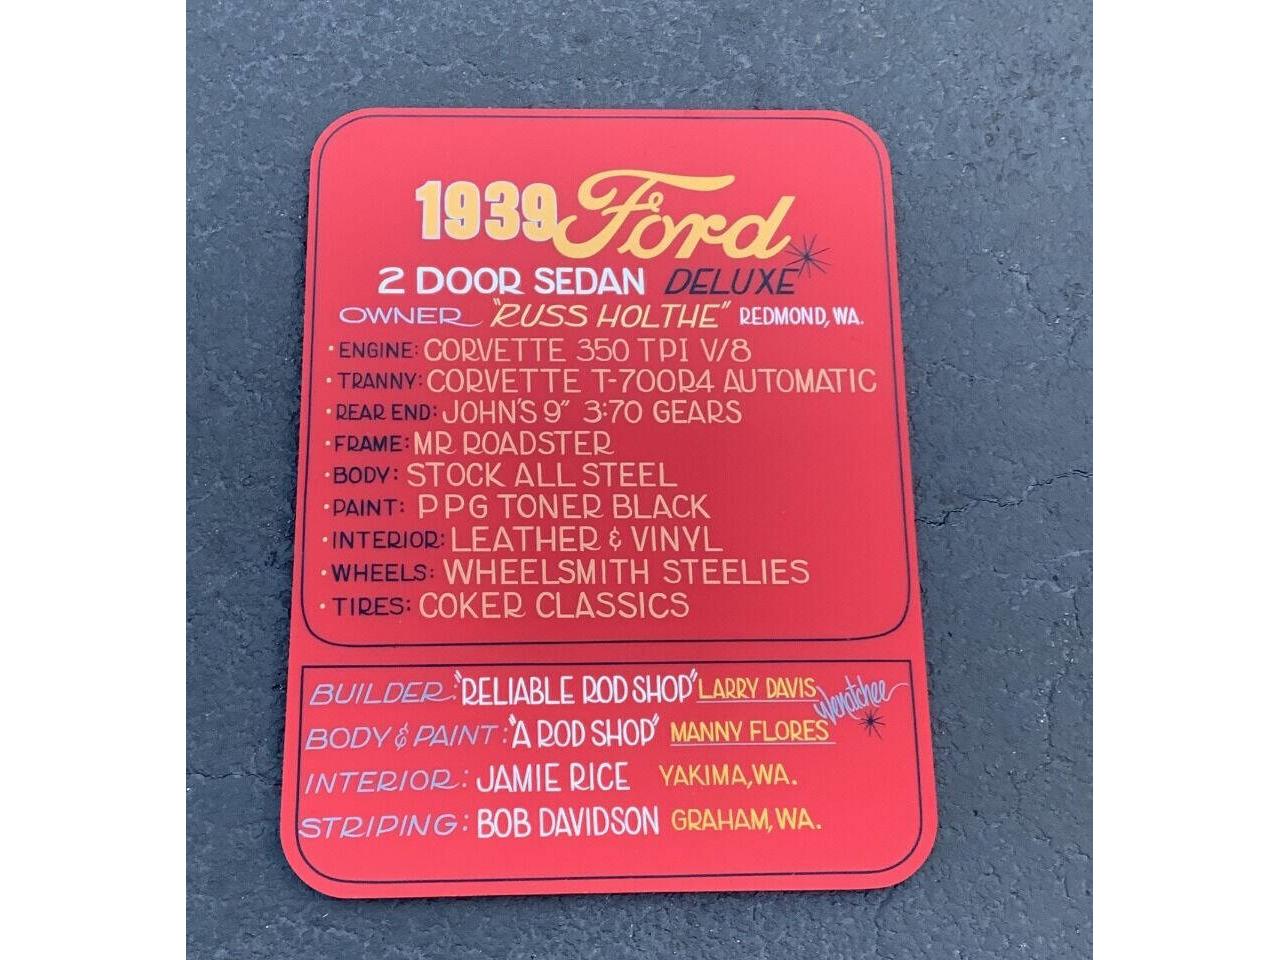 1939 Ford
2 DOOR SEDAN DELUXE
OWNER "RUSS HOLTHE" REDMOND, WA.
• ENGINE: CORVETTE 350 TPI V/8
• TRANNY: CORVETTE T-700R4 AUTOMATIC
• REAR END: JOHN'S 9" 3:70 GEARS
• FRAME: MR ROADSTER
• BODY: STOCK ALL STEEL
• PAINT: PPG TONER BLACK
• INTERIOR: LEATHER & VINYL
• WHEELS: WHEELSMITH STEELIES
• TIRES: COKER CLASSICS
BUILDER: "RELIABLE ROD SHOP" LARRY DAVIS Wenatchee
BODY & PAINT: "A ROD SHOP" MANNY FLORES
INTERIOR: JAMIE RICE YAKIMA, WA.
STRIPING: BOB DAVIDSON GRAHAM, WA.